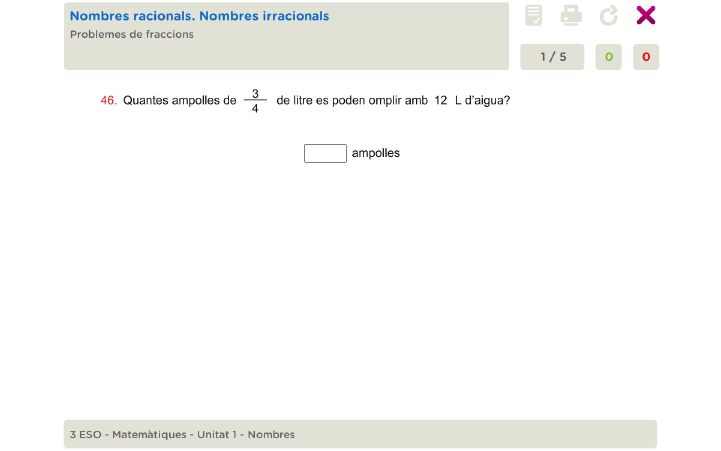 Nombres racionals. Nombres irracionals
Problemes de fraccions
1 / 5 0 0
46. Quantes ampolles de 3/4 de litre es poden omplir amb 12 L d'aigua?
ampolles
3 ESO - Matemàtiques - Unitat 1 - Nombres